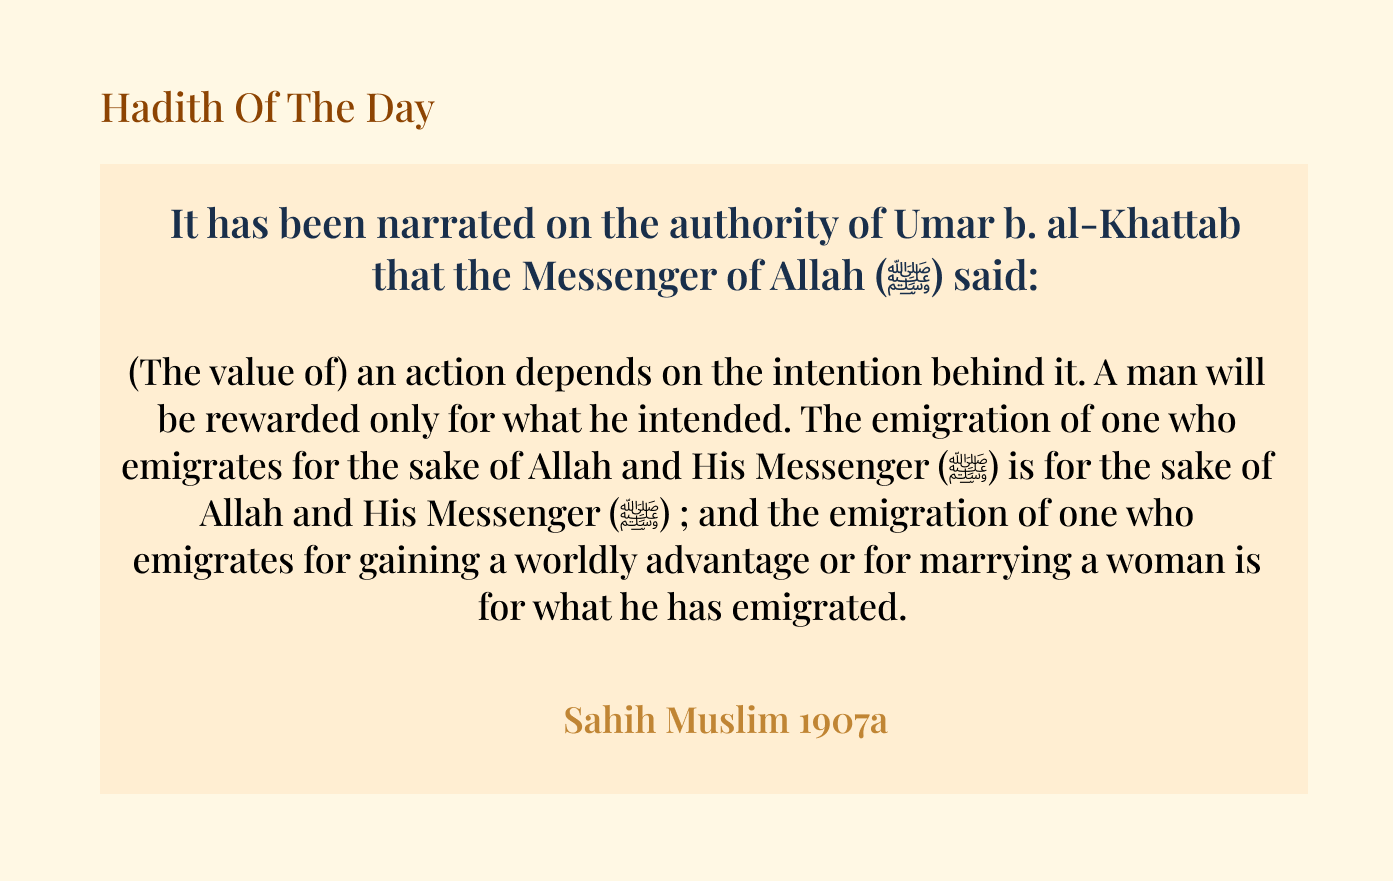 Hadith Of The Day
It has been narrated on the authority of Umar b. al-Khattab
that the Messenger of Allah (ﷺ) said:
(The value of) an action depends on the intention behind it. A man will
be rewarded only for what he intended. The emigration of one who
emigrates for the sake of Allah and His Messenger (ﷺ) is for the sake of
Allah and His Messenger (ﷺ) ; and the emigration of one who
emigrates for gaining a worldly advantage or for marrying a woman is
for what he has emigrated.
Sahih Muslim 1907a